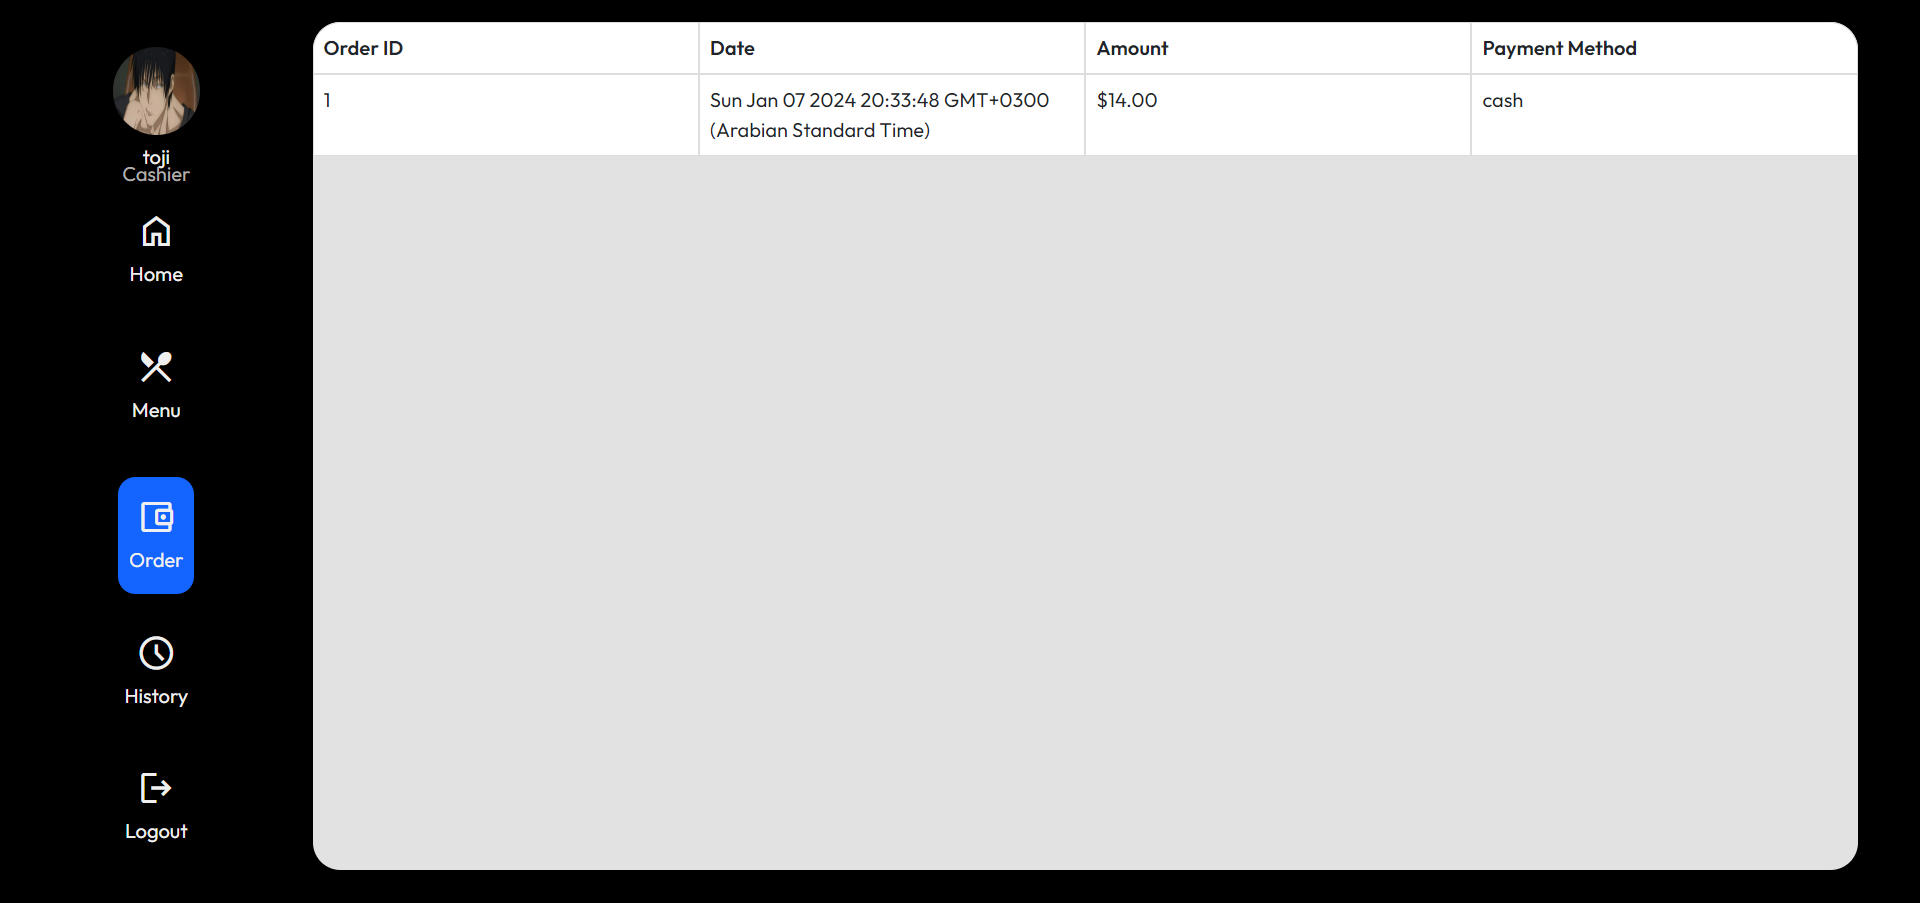 toji
Cashier
Home
Menu
Order
History
Logout
Order ID
Date
Amount
Payment Method
1
Sun Jan 07 2024 20:33:48 GMT+0300
(Arabian Standard Time)
$14.00
cash